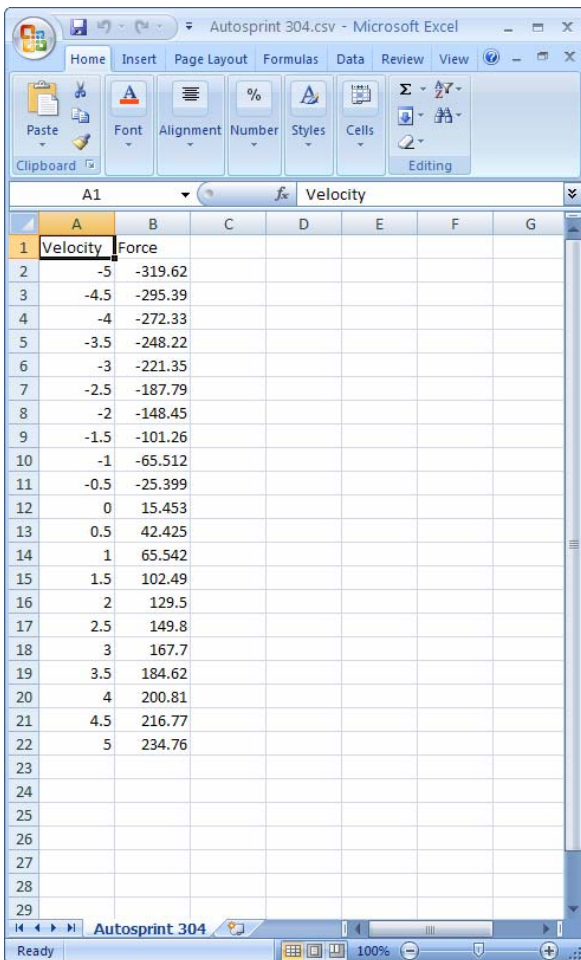 Autosprint 304.csv - Microsoft Excel
Home Insert Page Layout Formulas Data Review View
Paste Font Alignment Number Styles Cells
Clipboard Editing
A1 fx Velocity
A B C D E F G
1 Velocity Force
2 -5 -319.62
3 -4.5 -295.39
4 -4 -272.33
5 -3.5 -248.22
6 -3 -221.35
7 -2.5 -187.79
8 -2 -148.45
9 -1.5 -101.26
10 -1 -65.512
11 -0.5 -25.399
12 0 15.453
13 0.5 42.425
14 1 65.542
15 1.5 102.49
16 2 129.5
17 2.5 149.8
18 3 167.7
19 3.5 184.62
20 4 200.81
21 4.5 216.77
22 5 234.76
23
24
25
26
27
28
29
Autosprint 304
Ready 100%